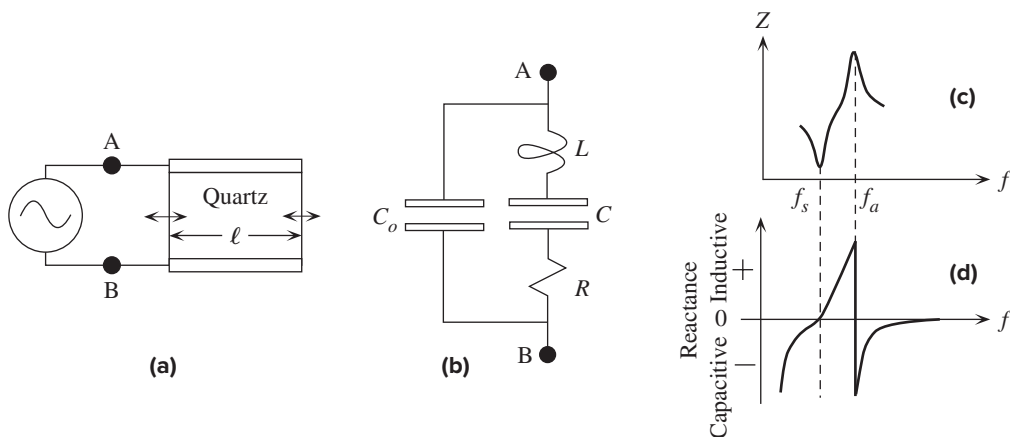 A
Quartz
ℓ
B
(a)
A
L
C_o
C
R
B
(b)
Z
(c)
f_s
f_a
f
Reactance
Capacitive 0 Inductive
+
−
(d)
f